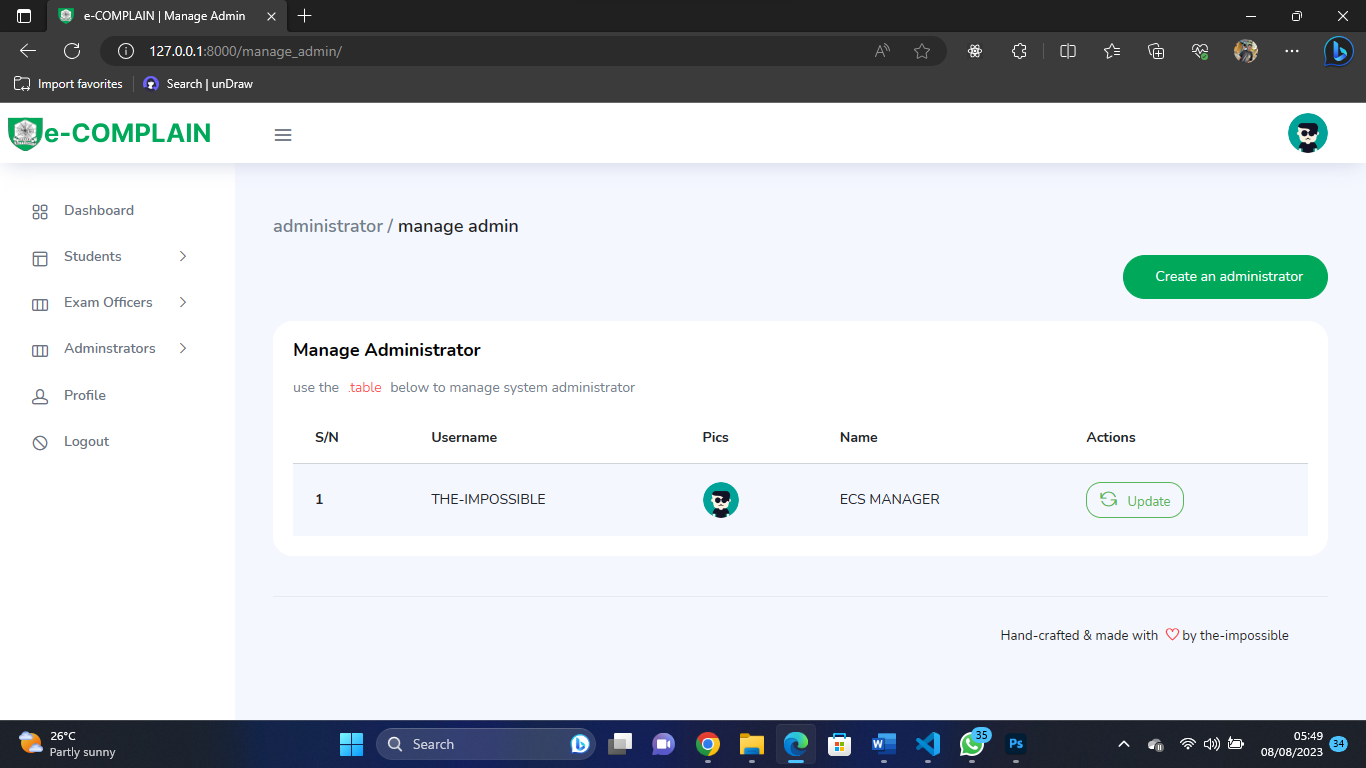 e-COMPLAIN | Manage Admin
127.0.0.1:8000/manage_admin/
Import favorites
Search | unDraw
e-COMPLAIN
Dashboard
Students
Exam Officers
Adminstrators
Profile
Logout
administrator / manage admin
Create an administrator
Manage Administrator
use the .table below to manage system administrator
S/N Username Pics Name Actions
1 THE-IMPOSSIBLE ECS MANAGER Update
Hand-crafted & made with by the-impossible
26°C
Partly sunny
Search
35
Ps
05:49
08/08/2023
34